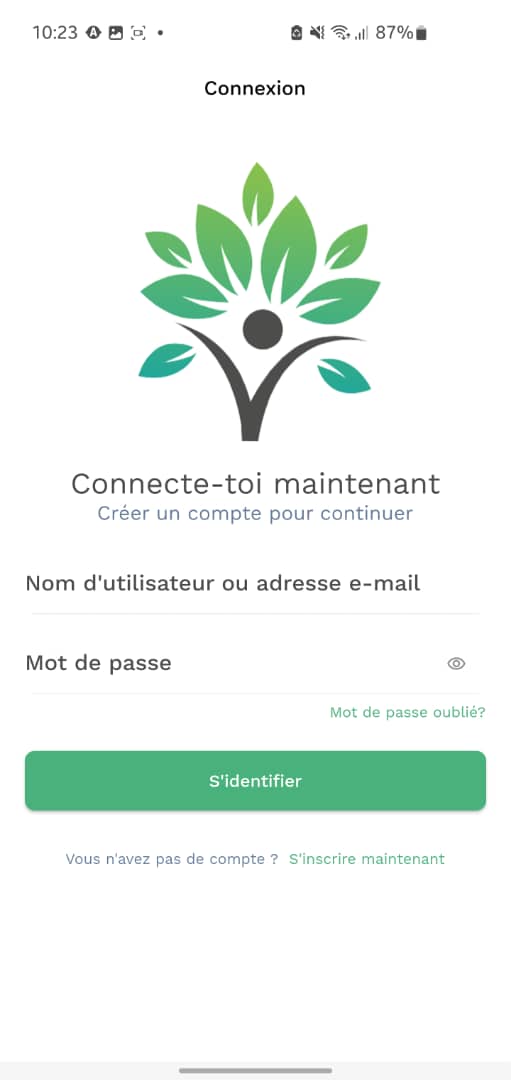 10:23 87%
Connexion
Connecte-toi maintenant
Créer un compte pour continuer
Nom d'utilisateur ou adresse e-mail
Mot de passe
Mot de passe oublié?
S'identifier
Vous n'avez pas de compte ? S'inscrire maintenant